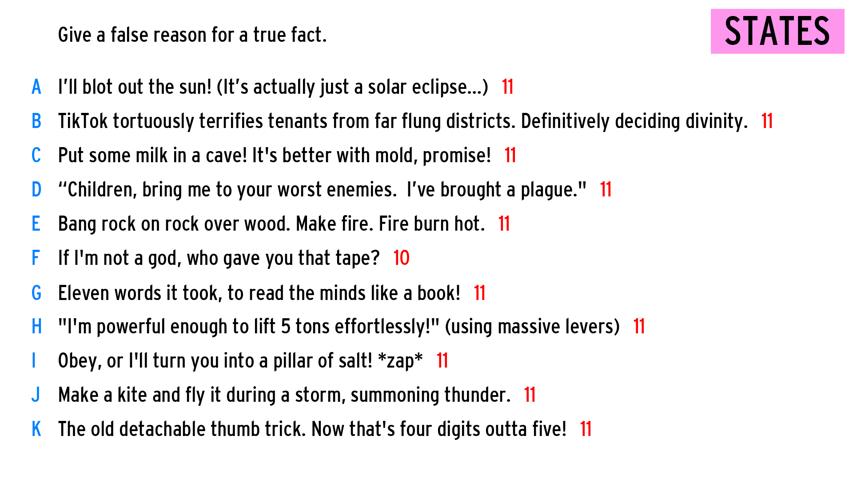 Give a false reason for a true fact.
STATES
A I'll blot out the sun! (It's actually just a solar eclipse...) 11
B TikTok tortuously terrifies tenants from far flung districts. Definitively deciding divinity. 11
C Put some milk in a cave! It's better with mold, promise! 11
D “Children, bring me to your worst enemies.  I've brought a plague." 11
E Bang rock on rock over wood. Make fire. Fire burn hot. 11
F If I'm not a god, who gave you that tape? 10
G Eleven words it took, to read the minds like a book! 11
H "I'm powerful enough to lift 5 tons effortlessly!" (using massive levers) 11
I Obey, or I'll turn you into a pillar of salt! *zap* 11
J Make a kite and fly it during a storm, summoning thunder. 11
K The old detachable thumb trick. Now that's four digits outta five! 11